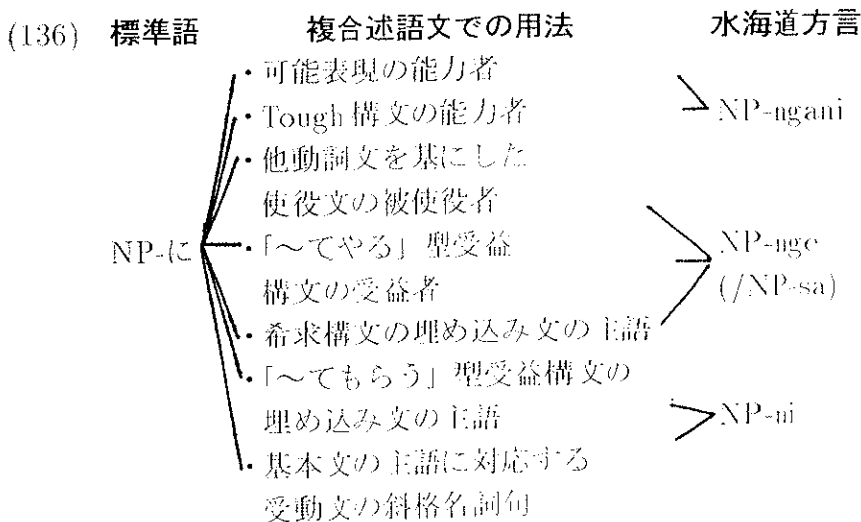 (136) 標準語 複合述語文での用法 水海道方言
・可能表現の能力者
・Tough 構文の能力者 NP-ngani
・他動詞文を基にした
使役文の被使役者
NP-に ・「～てやる」型受益 NP-nge
構文の受益者 (/NP-sa)
・希求構文の埋め込み文の主語
・「～てもらう」型受益構文の
埋め込み文の主語 NP-ni
・基本文の主語に対応する
受動文の斜格名詞句